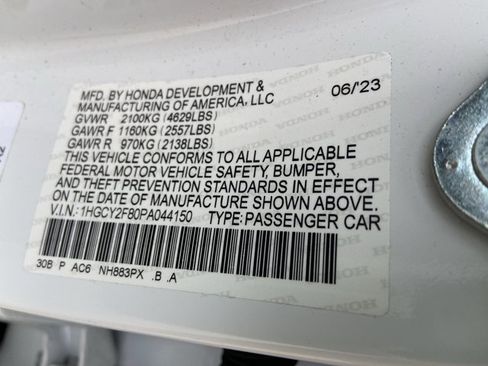 MFD. BY HONDA DEVELOPMENT & 06/23
MANUFACTURING OF AMERICA, LLC
GVWR 2100KG (4629LBS)
GAWR F 1160KG (2557LBS)
GAWR R 970KG (2138LBS)
THIS VEHICLE CONFORMS TO ALL APPLICABLE
FEDERAL MOTOR VEHICLE SAFETY, BUMPER,
AND THEFT PREVENTION STANDARDS IN EFFECT
ON THE DATE OF MANUFACTURE SHOWN ABOVE.
V.I.N.: 1HGCY2F80PA044150 TYPE: PASSENGER CAR
30B P AC6 NH883PX .B .A